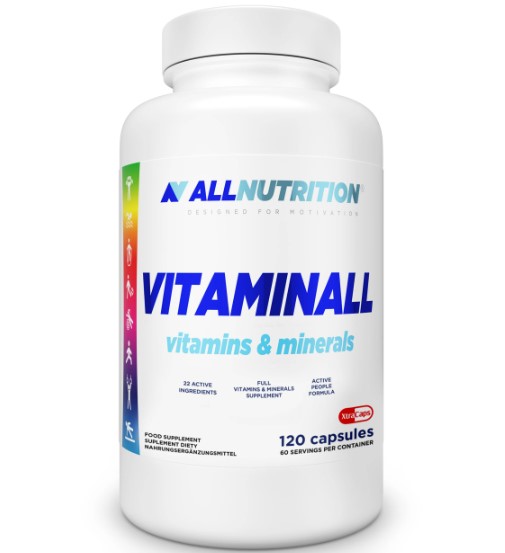 ALLNUTRITION®
DESIGNED FOR MOTIVATION
VITAMINALL
vitamins & minerals
22 ACTIVE
INGREDIENTS
FULL
VITAMINS & MINERALS
SUPPLEMENT
ACTIVE
PEOPLE
FORMULA
XtraCaps
FOOD SUPPLEMENT
SUPLEMENT DIETY
NAHRUNGSERGÄNZUNGSMITTEL
120 capsules
60 SERVINGS PER CONTAINER